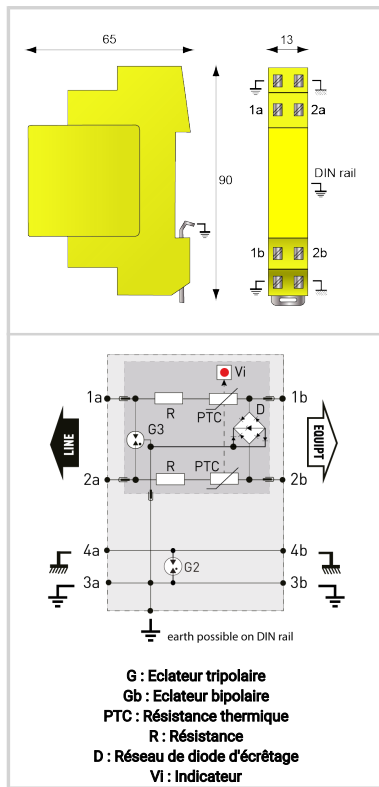 65
13
1a
2a
90
DIN rail
1b
2b
Vi
1a
1b
R
PTC
D
G3
LINE
EQUIPT
R
PTC
2a
2b
4a
4b
G2
3a
3b
earth possible on DIN rail
G : Eclateur tripolaire
Gb : Eclateur bipolaire
PTC : Résistance thermique
R : Résistance
D : Réseau de diode d'écrêtage
Vi : Indicateur